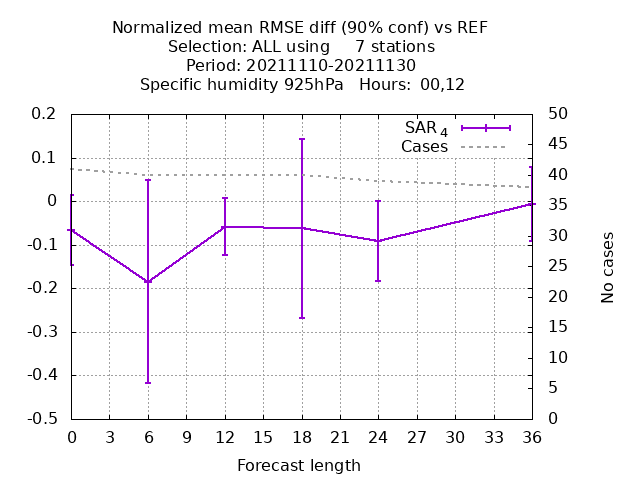 Normalized mean RMSE diff (90% conf) vs REF
Selection: ALL using     7 stations
Period: 20211110-20211130
Specific humidity 925hPa   Hours: 00,12
SAR 4
Cases
0.2
0.1
0
-0.1
-0.2
-0.3
-0.4
-0.5
50
45
40
35
30
25
20
15
10
5
0
No cases
0 3 6 9 12 15 18 21 24 27 30 33 36
Forecast length